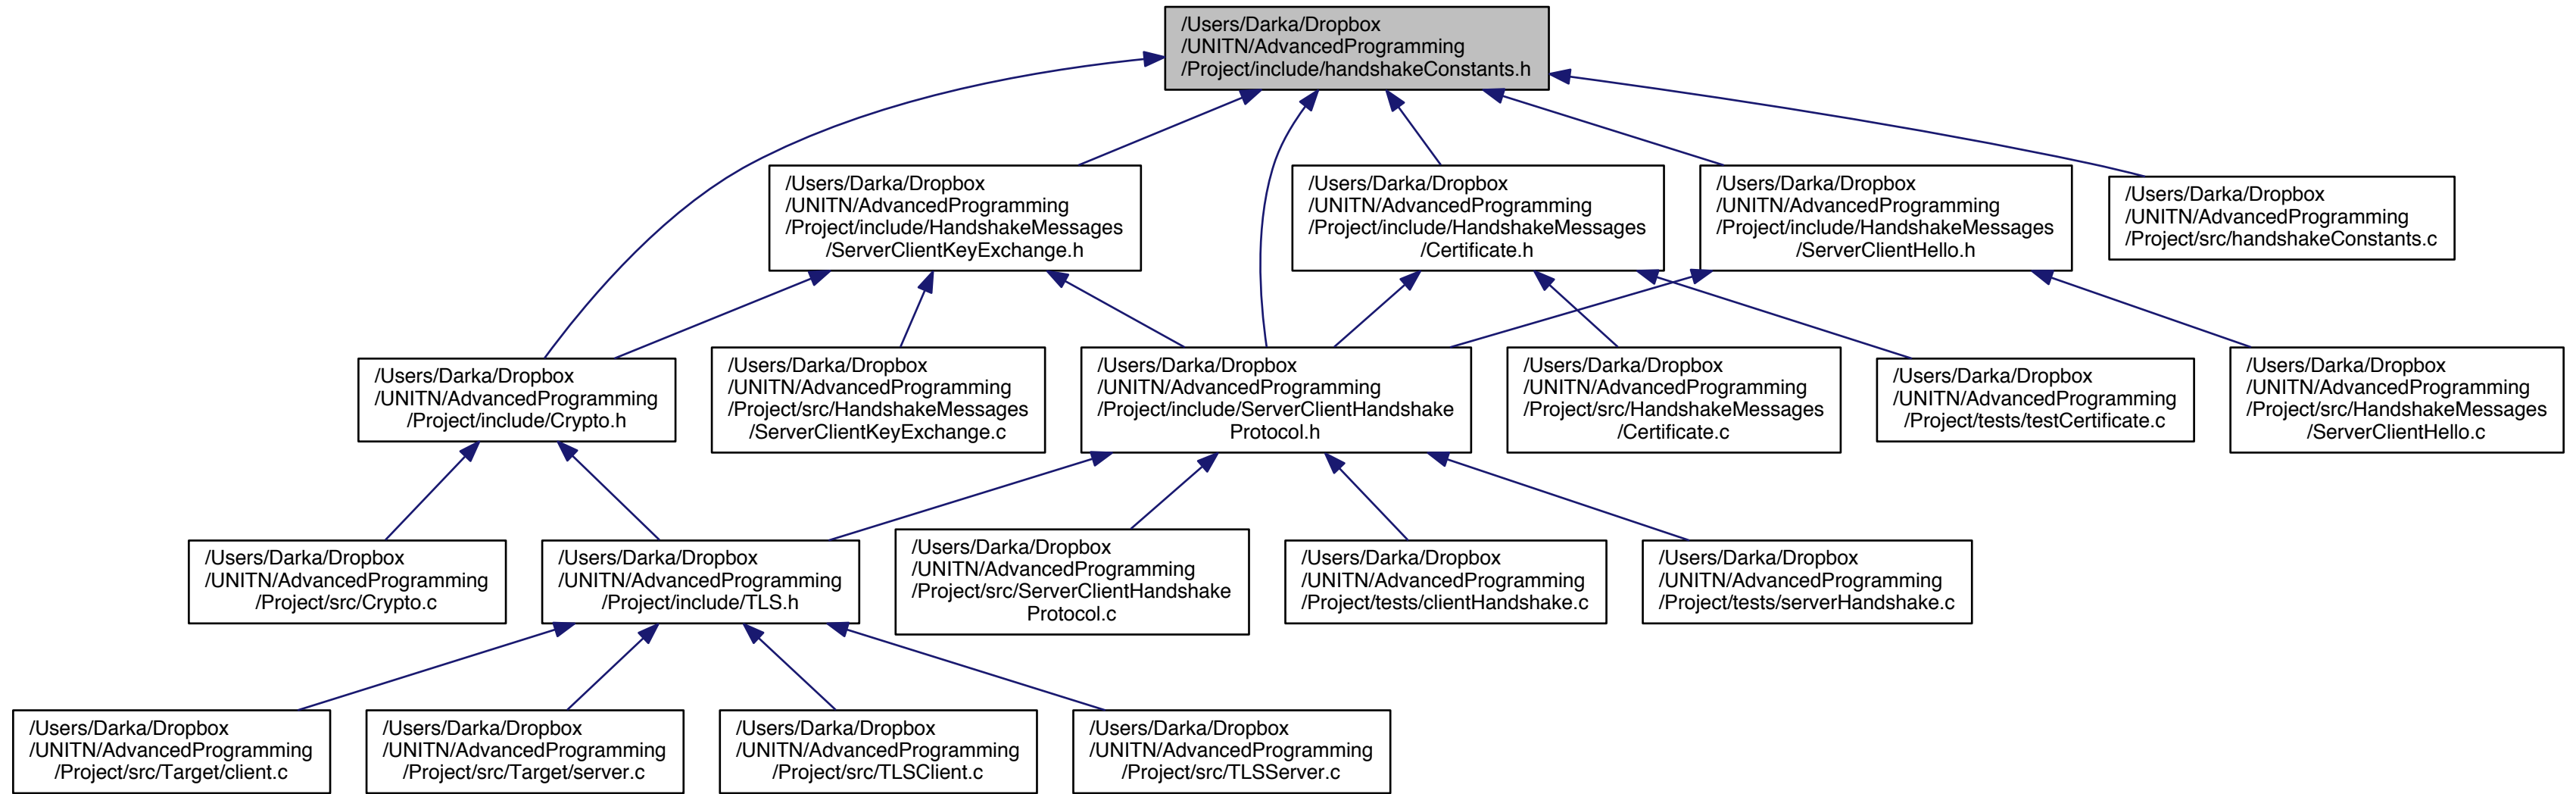 /Users/Darka/Dropbox
/UNITN/AdvancedProgramming
/Project/include/handshakeConstants.h
/Users/Darka/Dropbox
/UNITN/AdvancedProgramming
/Project/include/HandshakeMessages
/ServerClientKeyExchange.h
/Users/Darka/Dropbox
/UNITN/AdvancedProgramming
/Project/include/HandshakeMessages
/Certificate.h
/Users/Darka/Dropbox
/UNITN/AdvancedProgramming
/Project/include/HandshakeMessages
/ServerClientHello.h
/Users/Darka/Dropbox
/UNITN/AdvancedProgramming
/Project/src/handshakeConstants.c
/Users/Darka/Dropbox
/UNITN/AdvancedProgramming
/Project/include/Crypto.h
/Users/Darka/Dropbox
/UNITN/AdvancedProgramming
/Project/src/HandshakeMessages
/ServerClientKeyExchange.c
/Users/Darka/Dropbox
/UNITN/AdvancedProgramming
/Project/include/ServerClientHandshake
Protocol.h
/Users/Darka/Dropbox
/UNITN/AdvancedProgramming
/Project/src/HandshakeMessages
/Certificate.c
/Users/Darka/Dropbox
/UNITN/AdvancedProgramming
/Project/tests/testCertificate.c
/Users/Darka/Dropbox
/UNITN/AdvancedProgramming
/Project/src/HandshakeMessages
/ServerClientHello.c
/Users/Darka/Dropbox
/UNITN/AdvancedProgramming
/Project/src/Crypto.c
/Users/Darka/Dropbox
/UNITN/AdvancedProgramming
/Project/include/TLS.h
/Users/Darka/Dropbox
/UNITN/AdvancedProgramming
/Project/src/ServerClientHandshake
Protocol.c
/Users/Darka/Dropbox
/UNITN/AdvancedProgramming
/Project/tests/clientHandshake.c
/Users/Darka/Dropbox
/UNITN/AdvancedProgramming
/Project/tests/serverHandshake.c
/Users/Darka/Dropbox
/UNITN/AdvancedProgramming
/Project/src/Target/client.c
/Users/Darka/Dropbox
/UNITN/AdvancedProgramming
/Project/src/Target/server.c
/Users/Darka/Dropbox
/UNITN/AdvancedProgramming
/Project/src/TLSClient.c
/Users/Darka/Dropbox
/UNITN/AdvancedProgramming
/Project/src/TLSServer.c